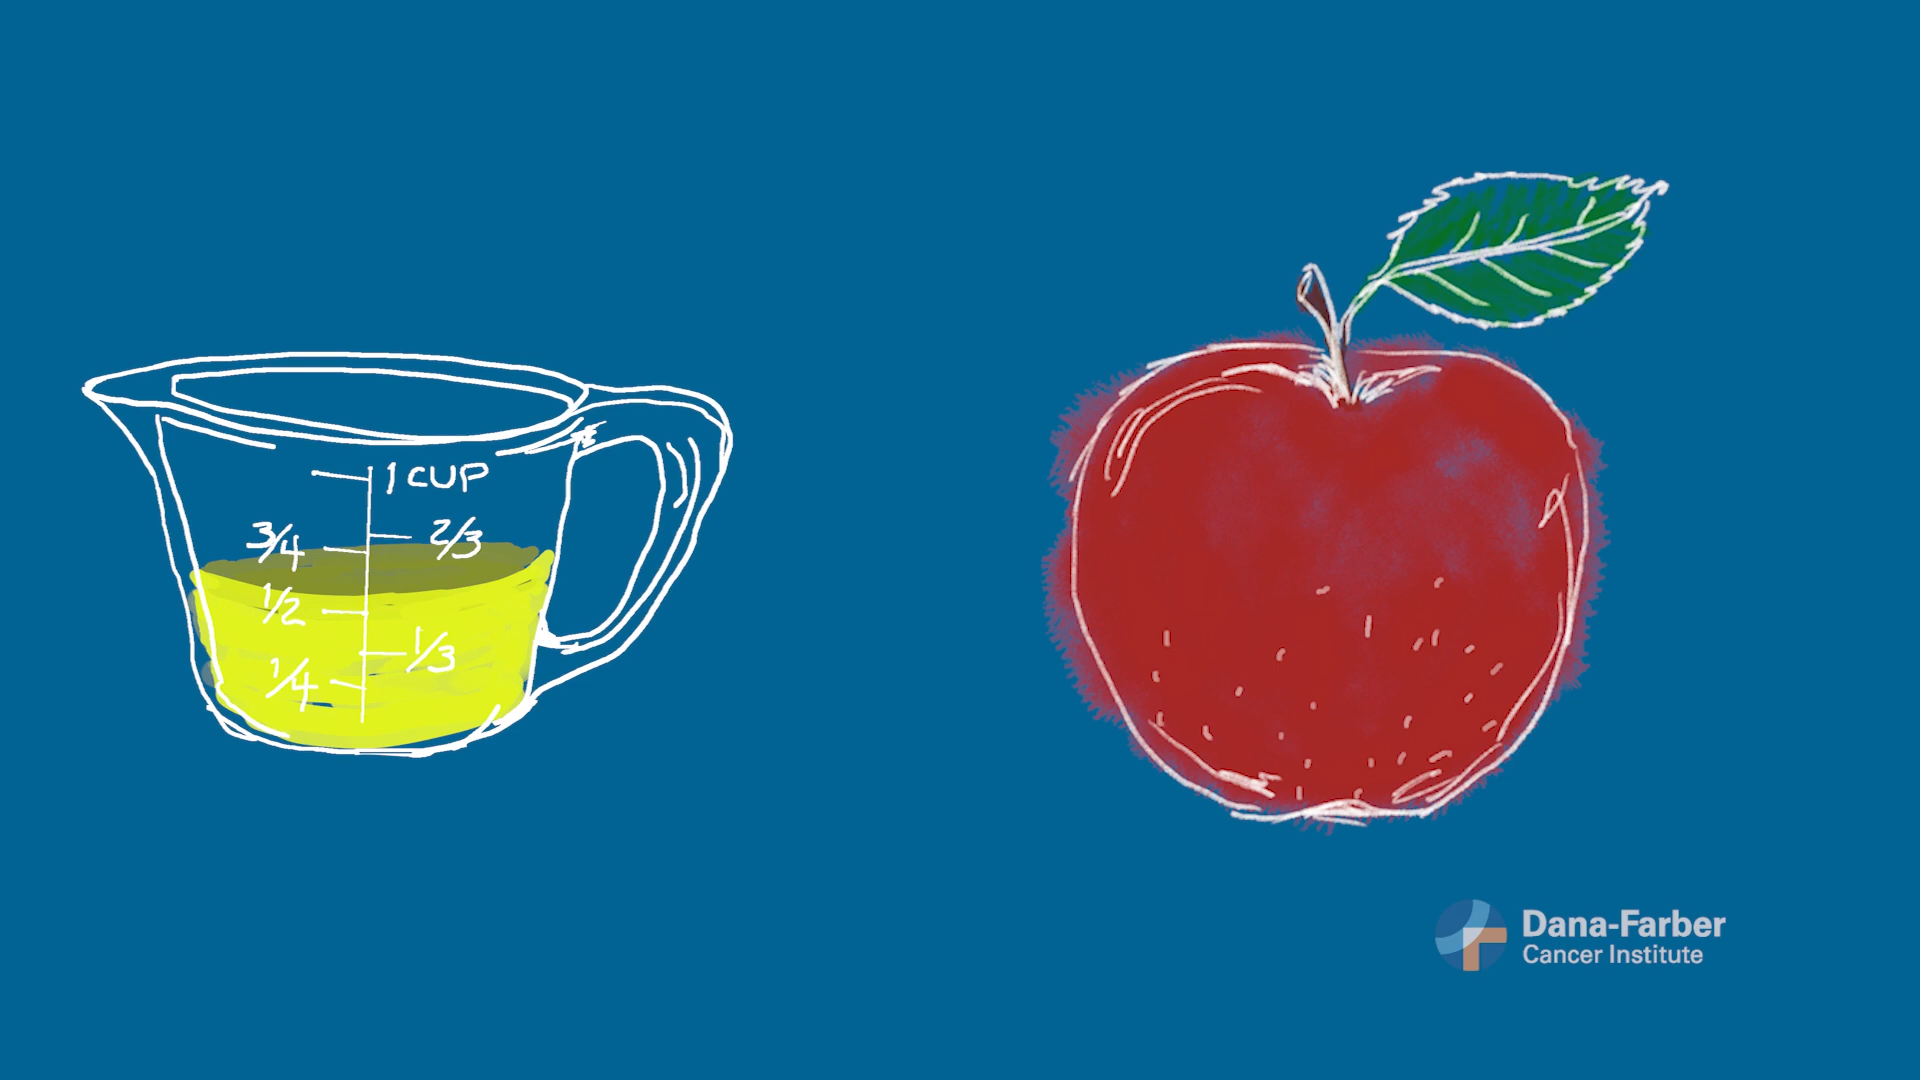 1 CUP
3/4
2/3
1/2
1/3
1/4
Dana-Farber
Cancer Institute